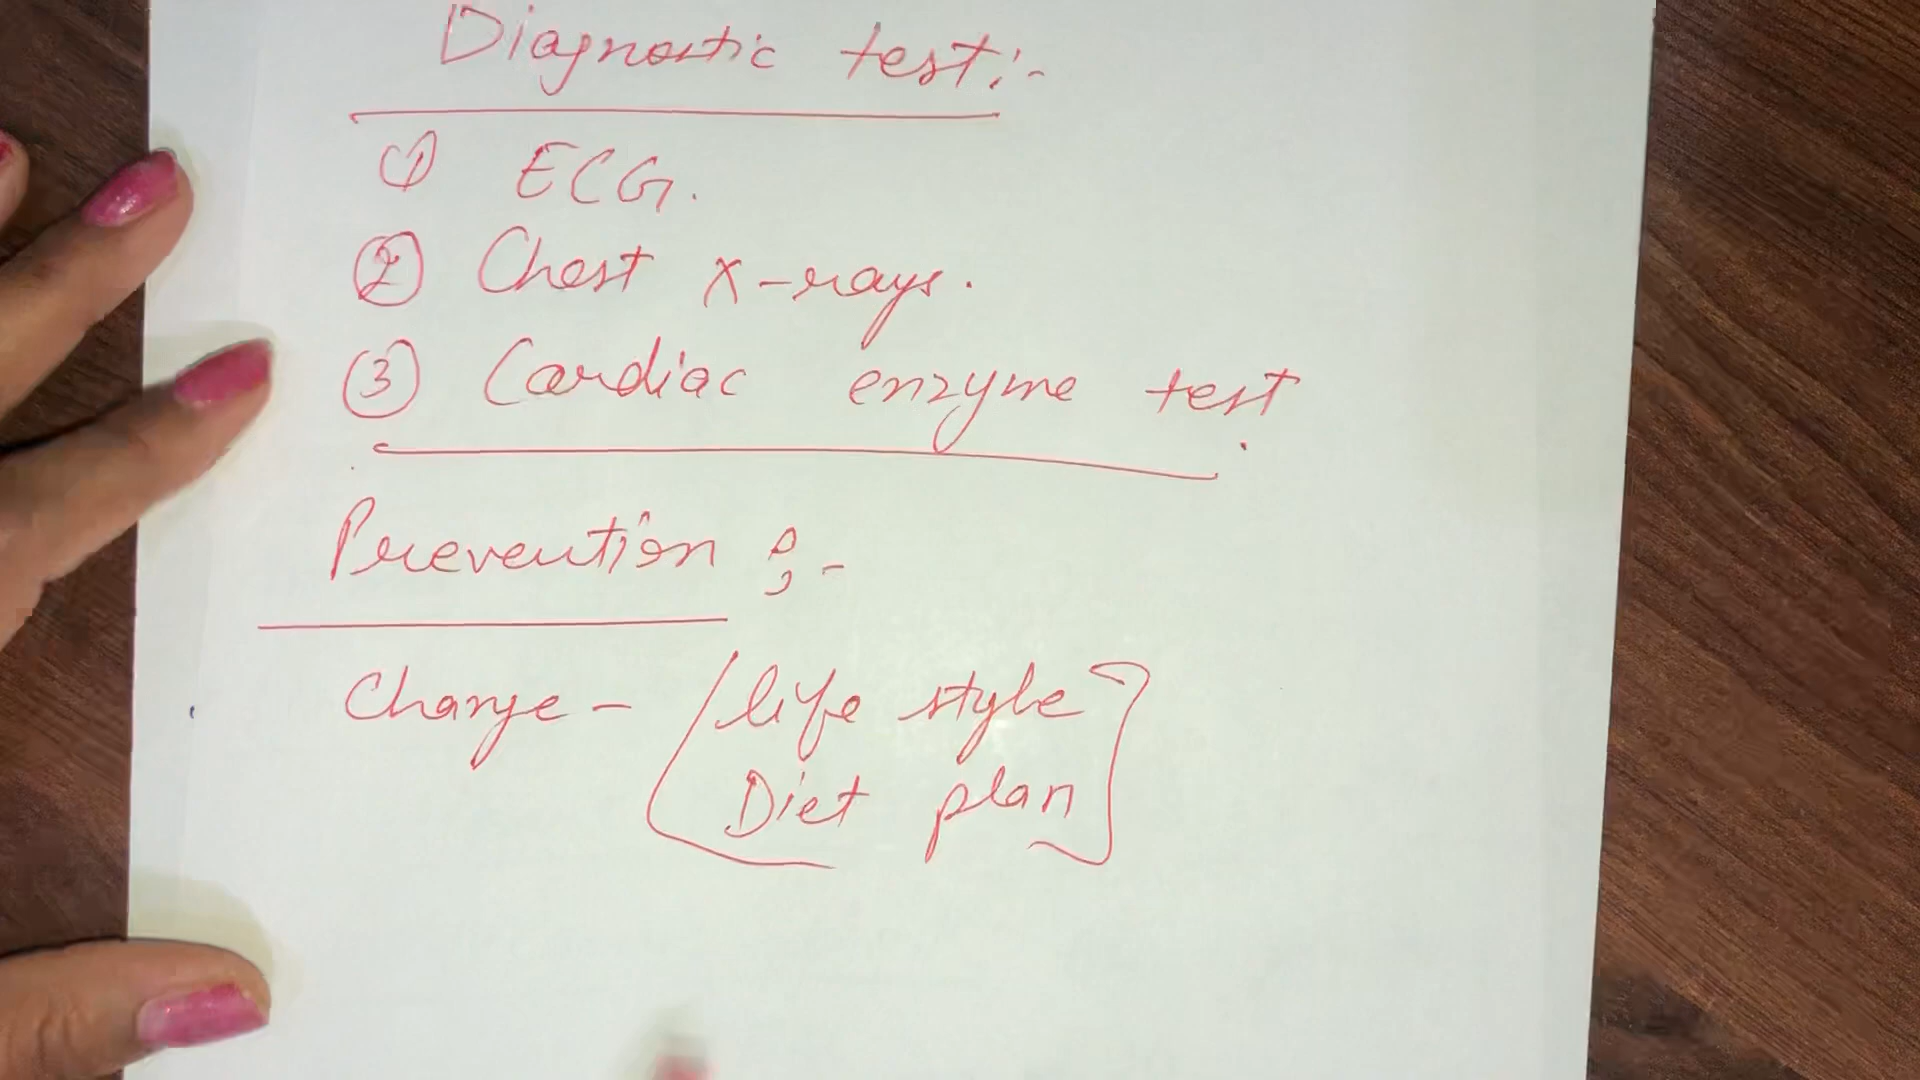 Diagnostic test:-
① ECG.
② Chest X-rays.
③ Cardiac enzyme test.
Prevention :-
Change - [life style
Diet plan]